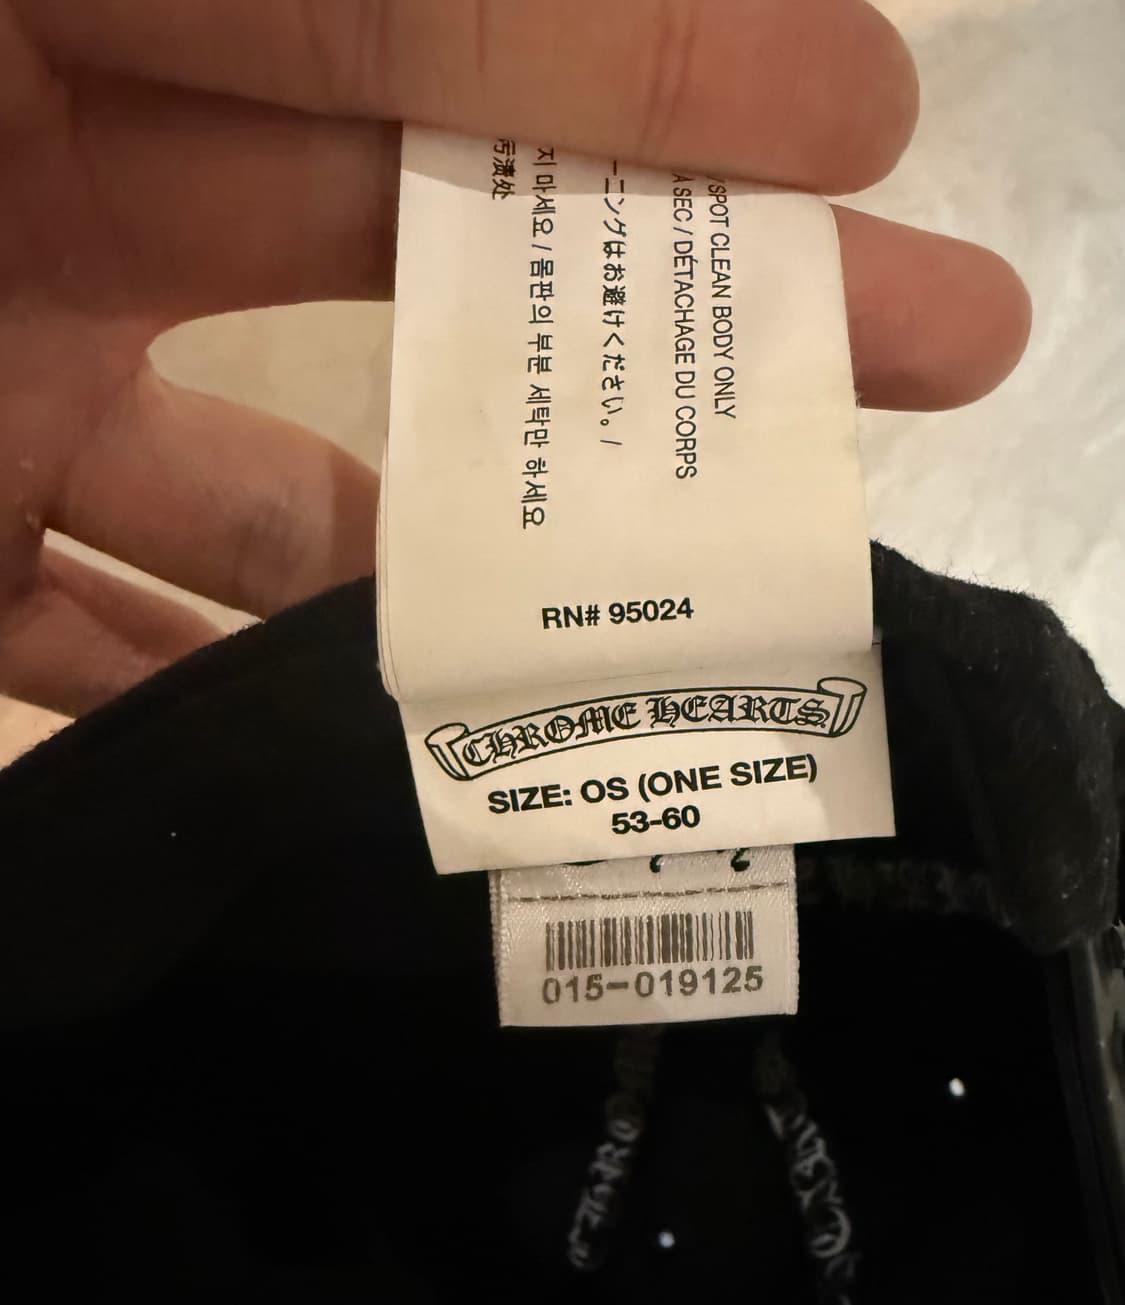 / SPOT CLEAN BODY ONLY
À SEC / DÉTACHAGE DU CORPS
ーニングはお避けください。 /
지 마세요 / 몸판의 부분 세탁만 하세요
污渍处
RN# 95024
CHROME HEARTS
SIZE: OS (ONE SIZE)
53-60
015-019125